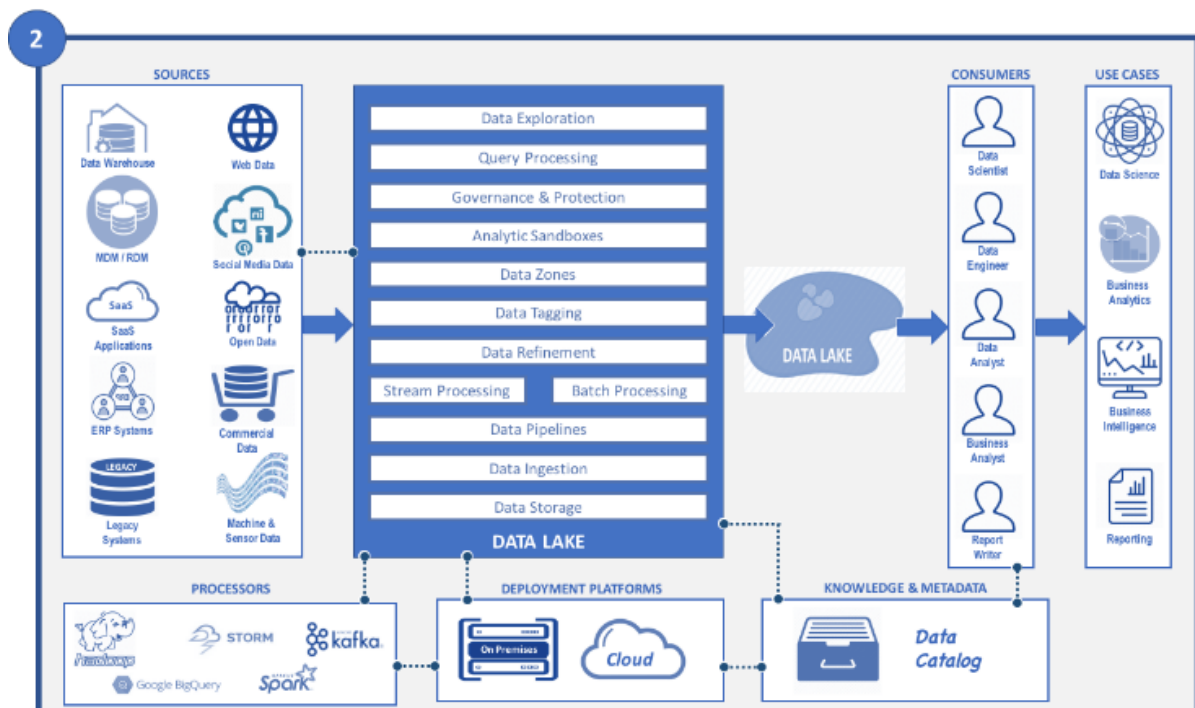 2
SOURCES
Data Warehouse
Web Data
MDM / RDM
Social Media Data
SaaS
SaaS
Applications
Open Data
ERP Systems
Commercial
Data
LEGACY
Legacy
Systems
Machine &
Sensor Data
Data Exploration
Query Processing
Governance & Protection
Analytic Sandboxes
Data Zones
Data Tagging
Data Refinement
Stream Processing
Batch Processing
Data Pipelines
Data Ingestion
Data Storage
DATA LAKE
DATA LAKE
CONSUMERS
Data
Scientist
Data
Engineer
Data
Analyst
Business
Analyst
Report
Writer
USE CASES
Data Science
Business
Analytics
</>
Business
Intelligence
Reporting
PROCESSORS
hadoop
STORM
kafka
Google BigQuery
Spark
DEPLOYMENT PLATFORMS
On Premises
Cloud
KNOWLEDGE & METADATA
Data
Catalog